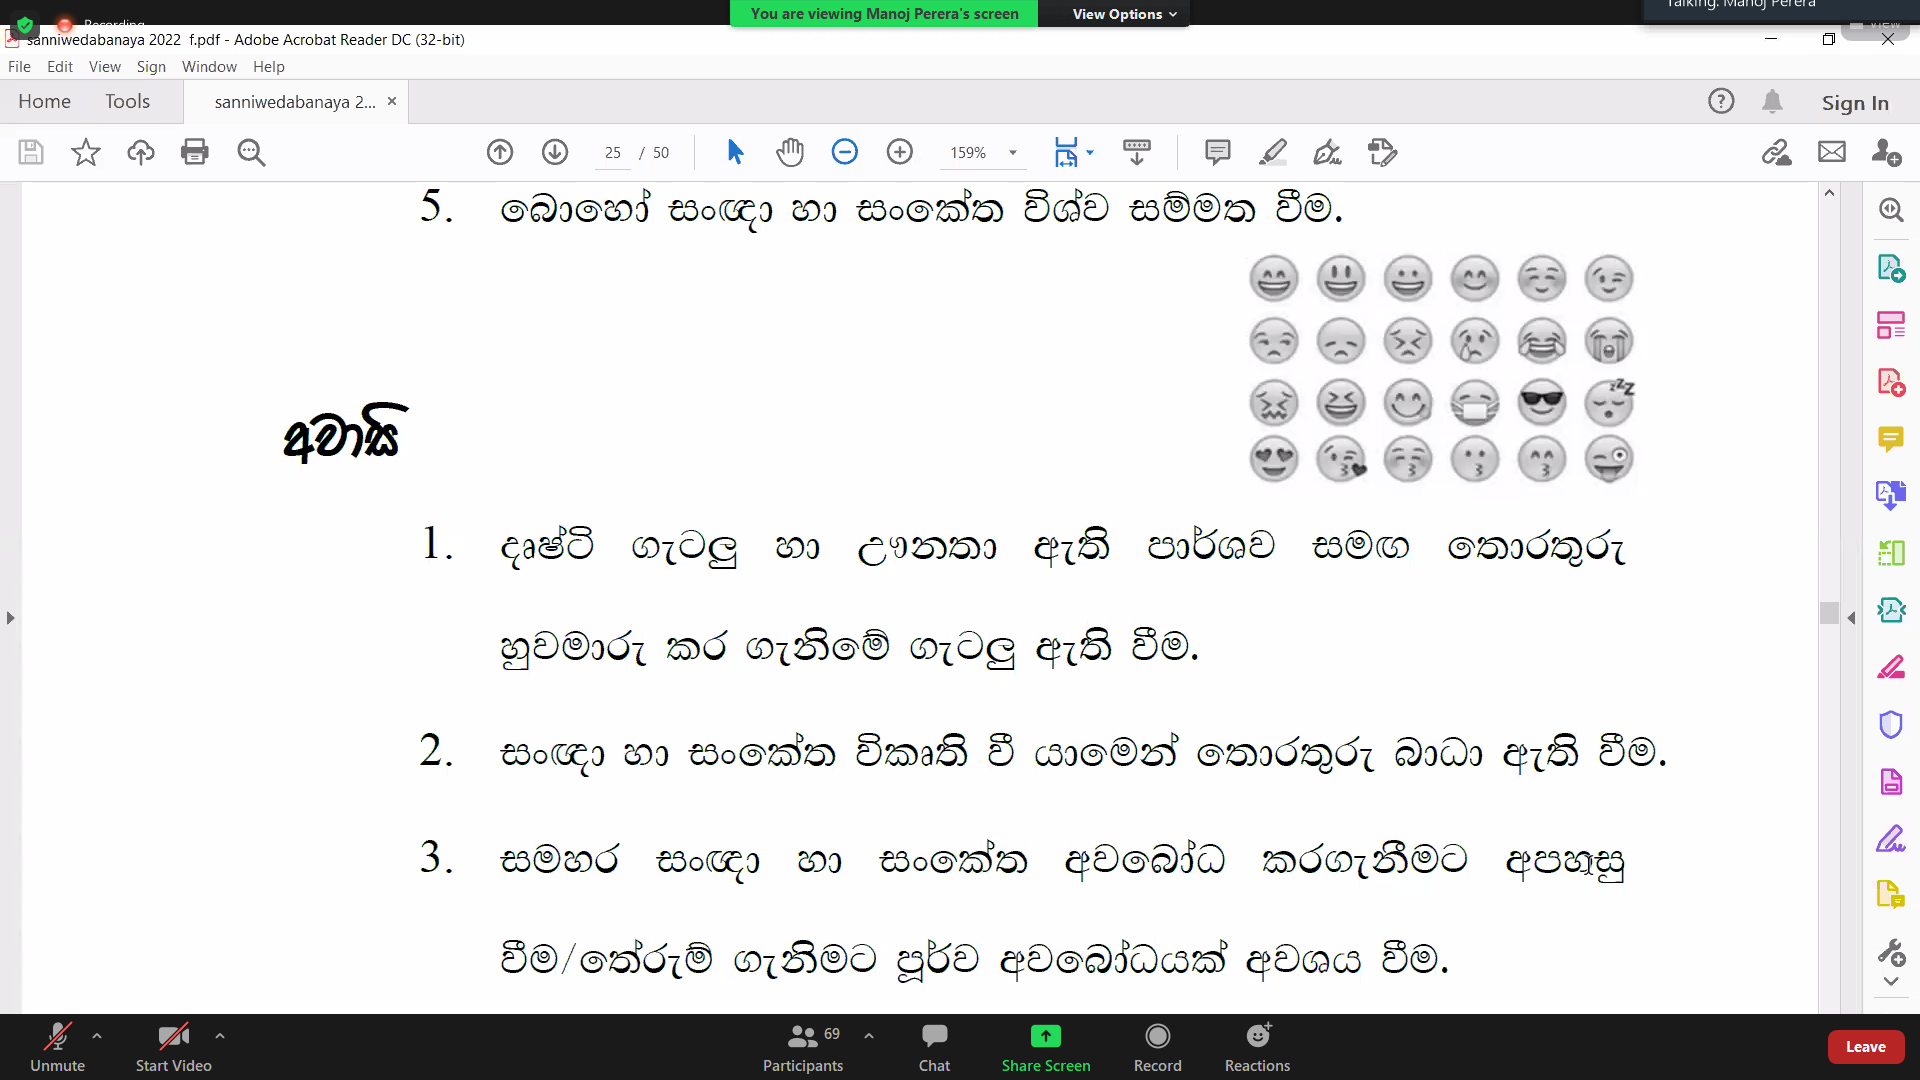 Recording
You are viewing Manoj Perera's screen
View Options
Talking: Manoj Perera
View
sanniwedabanaya 2022 f.pdf - Adobe Acrobat Reader DC (32-bit)
File Edit View Sign Window Help
Home Tools sanniwedabanaya 2... × Sign In
25 / 50 159%
5. බොහෝ සංඥා හා සංකේත විශ්ව සම්මත වීම.
අවාසි
1. දෘෂ්ටි ගැටලු හා ඌනතා ඇති පාර්ශව සමඟ තොරතුරු
හුවමාරු කර ගැනිමේ ගැටලු ඇති වීම.
2. සංඥා හා සංකේත විකෘති වී යාමෙන් තොරතුරු බාධා ඇති වීම.
3. සමහර සංඥා හා සංකේත අවබෝධ කරගැනීමට අපහසු
වීම/තේරුම් ගැනිමට පූර්ව අවබෝධයක් අවශය වීම.
69
Unmute Start Video Participants Chat Share Screen Record Reactions Leave